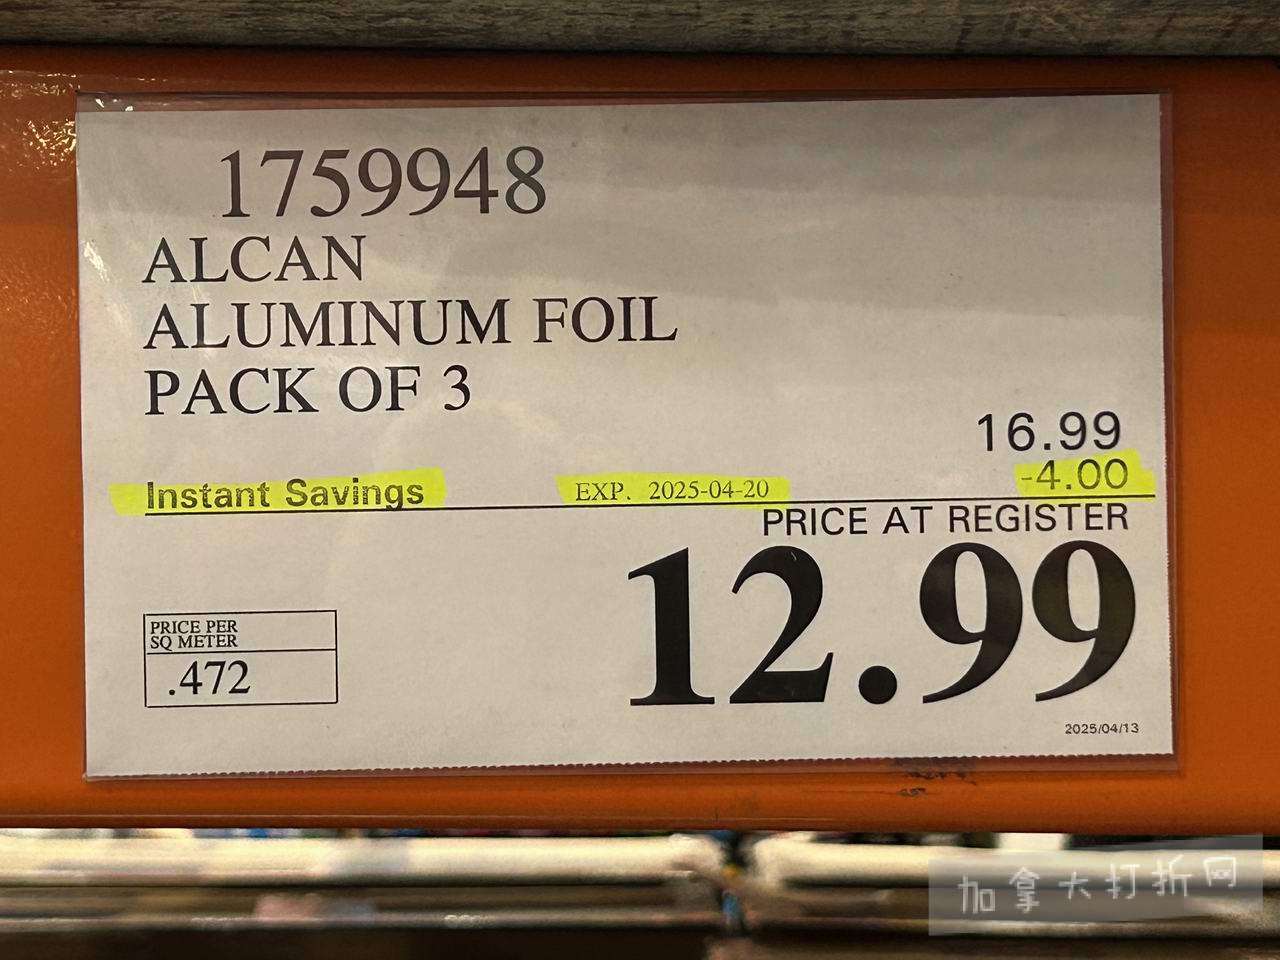 1759948
ALCAN
ALUMINUM FOIL
PACK OF 3
16.99
Instant Savings EXP. 2025-04-20 -4.00
PRICE AT REGISTER
12.99
PRICE PER
SQ METER
.472
2025/04/13
加拿大打折网